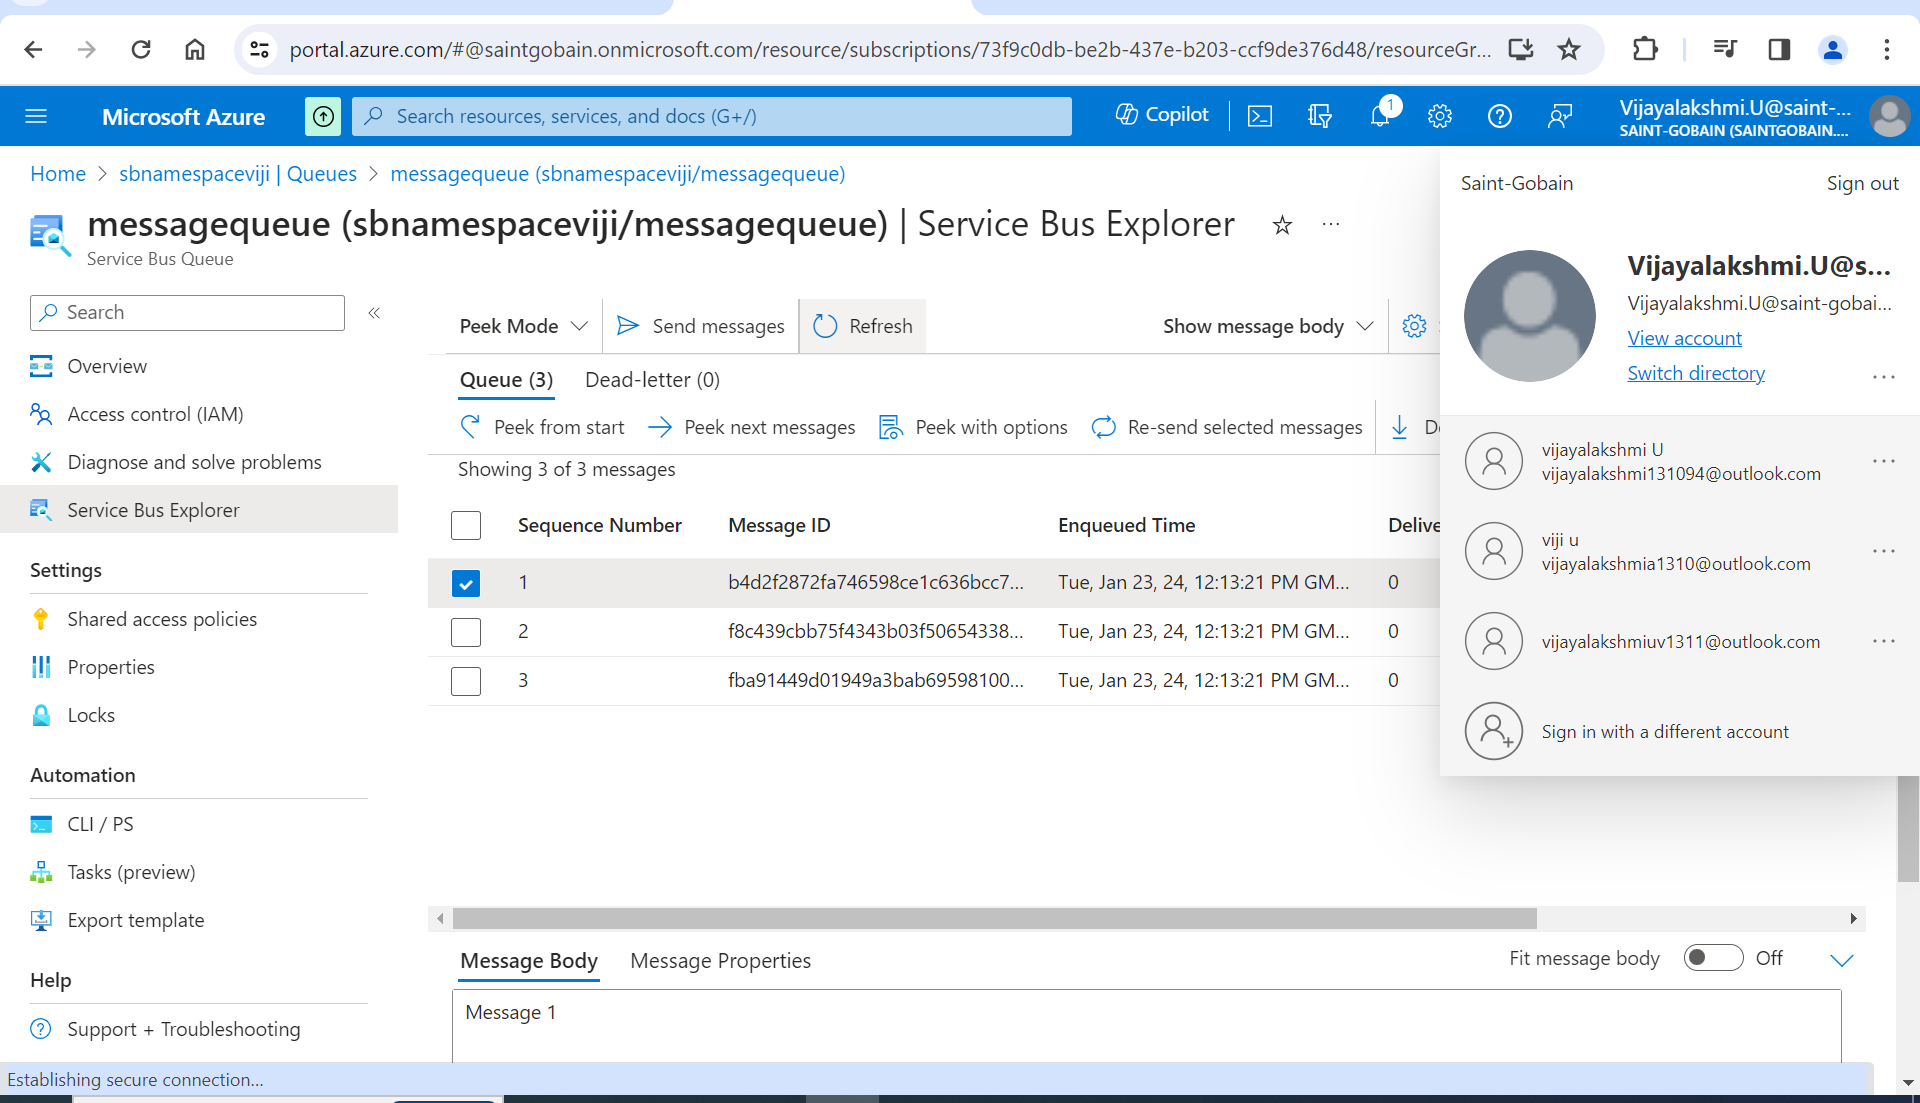 portal.azure.com/#@saintgobain.onmicrosoft.com/resource/subscriptions/73f9c0db-be2b-437e-b203-ccf9de376d48/resourceGr...
Microsoft Azure
Search resources, services, and docs (G+/)
Copilot
1
Vijayalakshmi.U@saint-...
SAINT-GOBAIN (SAINTGOBAIN....
Home > sbnamespaceviji | Queues > messagequeue (sbnamespaceviji/messagequeue)
messagequeue (sbnamespaceviji/messagequeue) | Service Bus Explorer
Service Bus Queue
Search
Overview
Access control (IAM)
Diagnose and solve problems
Service Bus Explorer
Settings
Shared access policies
Properties
Locks
Automation
CLI / PS
Tasks (preview)
Export template
Help
Support + Troubleshooting
Peek Mode
Send messages
Refresh
Show message body
Queue (3)
Dead-letter (0)
Peek from start
Peek next messages
Peek with options
Re-send selected messages
Showing 3 of 3 messages
Sequence Number Message ID Enqueued Time
1 b4d2f2872fa746598ce1c636bcc7... Tue, Jan 23, 24, 12:13:21 PM GM... 0
2 f8c439cbb75f4343b03f50654338... Tue, Jan 23, 24, 12:13:21 PM GM... 0
3 fba91449d01949a3bab69598100... Tue, Jan 23, 24, 12:13:21 PM GM... 0
Message Body
Message Properties
Fit message body
Off
Message 1
Saint-Gobain
Sign out
Vijayalakshmi.U@s...
Vijayalakshmi.U@saint-gobai...
View account
Switch directory
vijayalakshmi U
vijayalakshmi131094@outlook.com
viji u
vijayalakshmia1310@outlook.com
vijayalakshmiuv1311@outlook.com
Sign in with a different account
Establishing secure connection...